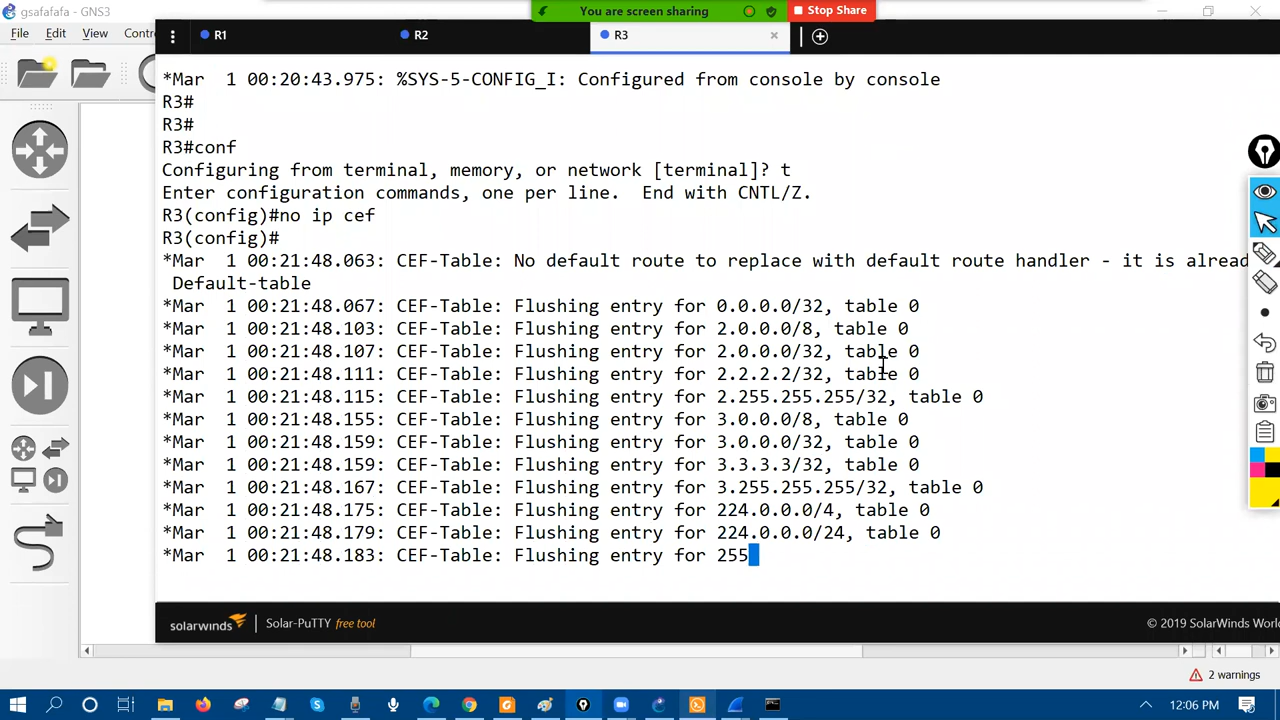 gsafafafa - GNS3
You are screen sharing
Stop Share
File Edit View Contr
R1
R2
R3
*Mar  1 00:20:43.975: %SYS-5-CONFIG_I: Configured from console by console
R3#
R3#
R3#conf
Configuring from terminal, memory, or network [terminal]? t
Enter configuration commands, one per line.  End with CNTL/Z.
R3(config)#no ip cef
R3(config)#
*Mar  1 00:21:48.063: CEF-Table: No default route to replace with default route handler - it is alread
Default-table
*Mar  1 00:21:48.067: CEF-Table: Flushing entry for 0.0.0.0/32, table 0
*Mar  1 00:21:48.103: CEF-Table: Flushing entry for 2.0.0.0/8, table 0
*Mar  1 00:21:48.107: CEF-Table: Flushing entry for 2.0.0.0/32, table 0
*Mar  1 00:21:48.111: CEF-Table: Flushing entry for 2.2.2.2/32, table 0
*Mar  1 00:21:48.115: CEF-Table: Flushing entry for 2.255.255.255/32, table 0
*Mar  1 00:21:48.155: CEF-Table: Flushing entry for 3.0.0.0/8, table 0
*Mar  1 00:21:48.159: CEF-Table: Flushing entry for 3.0.0.0/32, table 0
*Mar  1 00:21:48.159: CEF-Table: Flushing entry for 3.3.3.3/32, table 0
*Mar  1 00:21:48.167: CEF-Table: Flushing entry for 3.255.255.255/32, table 0
*Mar  1 00:21:48.175: CEF-Table: Flushing entry for 224.0.0.0/4, table 0
*Mar  1 00:21:48.179: CEF-Table: Flushing entry for 224.0.0.0/24, table 0
*Mar  1 00:21:48.183: CEF-Table: Flushing entry for 255
solarwinds Solar-PuTTY free tool
© 2019 SolarWinds World
2 warnings
12:06 PM